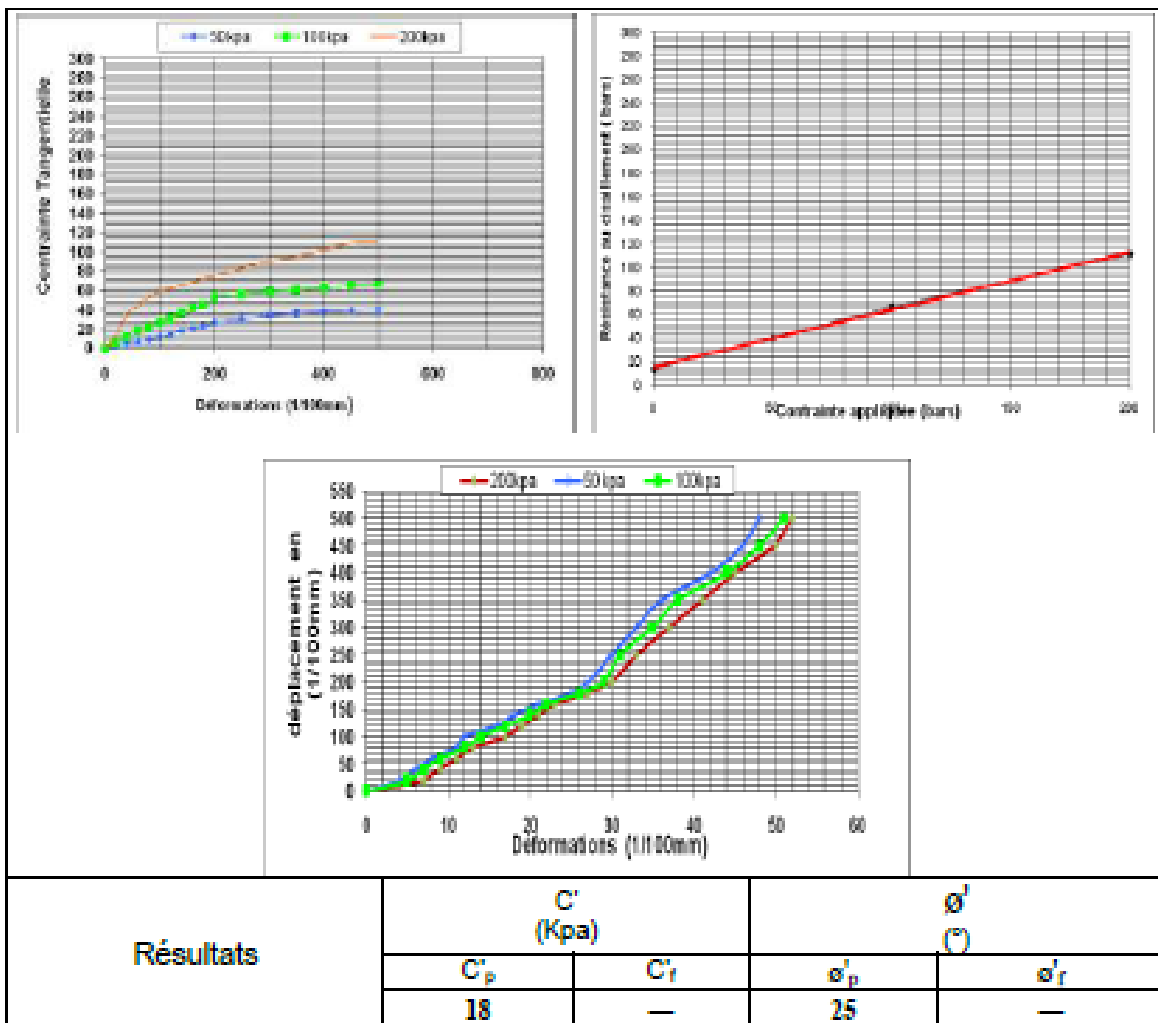 50kpa 100kpa 200kpa
Contrainte Tangentielle
300
280
260
240
220
200
180
160
140
120
100
80
60
40
20
0
0 200 400 600 800
Déformations (1/100mm)
Résistance au cisaillement ( bars)
300
280
260
240
220
200
180
160
140
120
100
80
60
40
20
0
0 50 150 200
Contrainte appliquée (bars)
200kpa 50kpa 100kpa
déplacement en
(1/100mm)
550
500
450
400
350
300
250
200
150
100
50
0
0 10 20 30 40 50 60
Déformations (1/100mm)
Résultats
C'
(Kpa)
ø'
(°)
C'p C'f ø'p ø'f
18 — 25 —